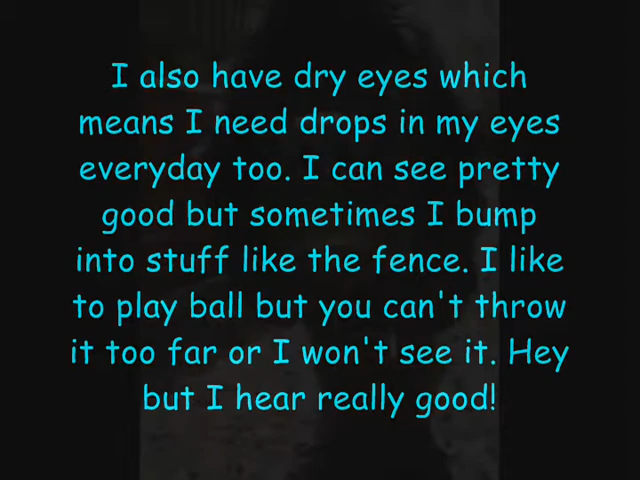 I also have dry eyes which
means I need drops in my eyes
everyday too. I can see pretty
good but sometimes I bump
into stuff like the fence. I like
to play ball but you can't throw
it too far or I won't see it. Hey
but I hear really good!